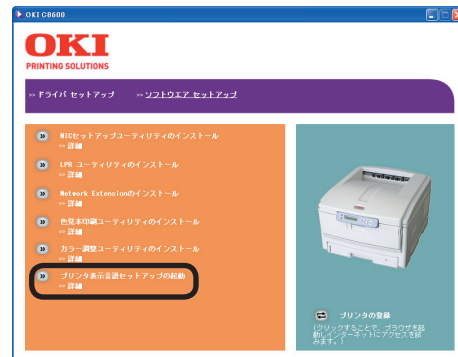 OKI C8600
OKI
PRINTING SOLUTIONS
ドライバ セットアップ
ソフトウエア セットアップ
NICセットアップユーティリティのインストール
詳細
LPR ユーティリティのインストール
詳細
Network Extensionのインストール
詳細
色見本印刷ユーティリティのインストール
詳細
カラー調整ユーティリティのインストール
詳細
プリンタ表示言語セットアップの起動
詳細
プリンタの登録
(クリックすることで、ブラウザを起
動しインターネットにアクセスを試
みます。)